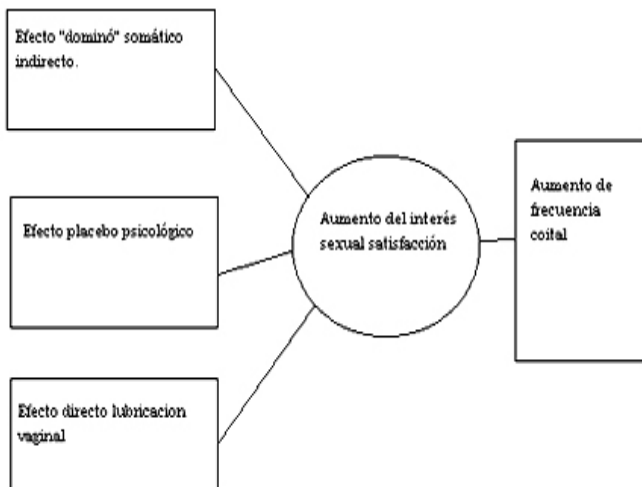 Efecto "dominó" somático
indirecto.
Efecto placebo psicológico
Efecto directo lubricacion
vaginal
Aumento del interés
sexual satisfacción
Aumento de
frecuencia
coital